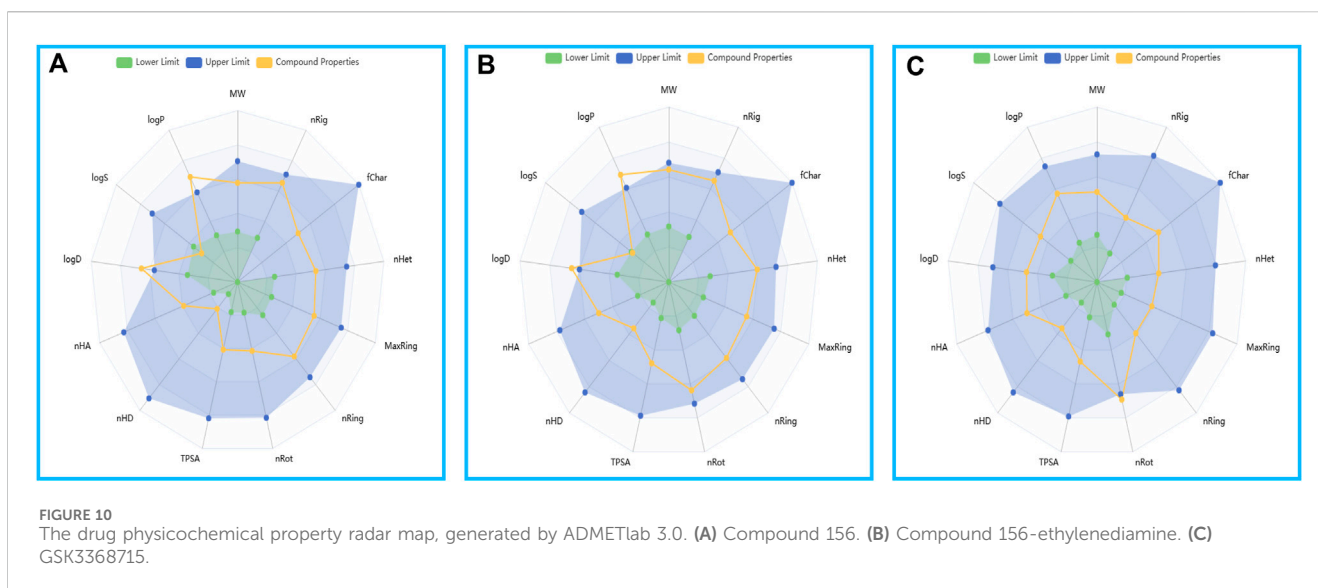 A
Lower Limit Upper Limit Compound Properties
MW
logP
nRig
logS
fChar
logD
nHet
nHA
MaxRing
nHD
nRing
TPSA
nRot
B
Lower Limit Upper Limit Compound Properties
MW
logP
nRig
logS
fChar
logD
nHet
nHA
MaxRing
nHD
nRing
TPSA
nRot
C
Lower Limit Upper Limit Compound Properties
MW
logP
nRig
logS
fChar
logD
nHet
nHA
MaxRing
nHD
nRing
TPSA
nRot
FIGURE 10
The drug physicochemical property radar map, generated by ADMETlab 3.0. (A) Compound 156. (B) Compound 156-ethylenediamine. (C)
GSK3368715.